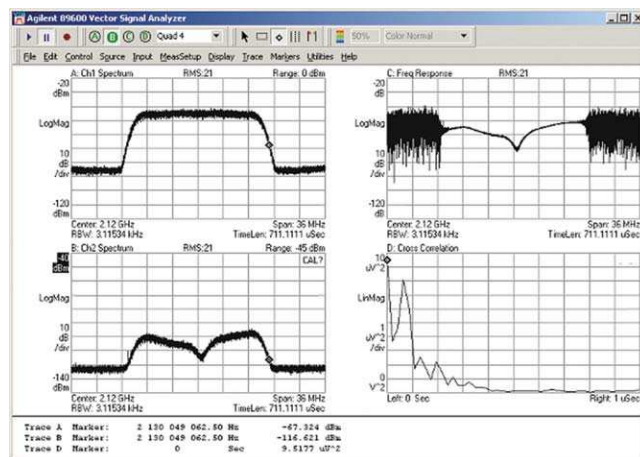 Agilent 89600 Vector Signal Analyzer
A B C D Quad 4 50% Color Normal
File Edit Control Source Input MeasSetup Display Trace Markers Utilities Help
A: Ch1 Spectrum RMS:21 Range: 0 dBm
-20
dBm
LogMag
10
dB
/div
-120
dBm
Center: 2.12 GHz Span: 36 MHz
RBW: 3.11534 kHz TimeLen: 711.1111 uSec
B: Ch2 Spectrum RMS:21 Range: -45 dBm
-40
dBm
CAL?
LogMag
10
dB
/div
-140
dBm
Center: 2.12 GHz Span: 36 MHz
RBW: 3.11534 kHz TimeLen: 711.1111 uSec
C: Freq Response RMS:21
-20
dB
LogMag
10
dB
/div
-120
dB
Center: 2.12 GHz Span: 36 MHz
RBW: 3.11534 kHz TimeLen: 711.1111 uSec
D: Cross Correlation
10
uV^2
LinMag
1
uV^2
/div
0
V^2
Left: 0 Sec Right: 1 uSec
Trace A Marker: 2 130 049 062.50 Hz -67.324 dBm
Trace B Marker: 2 130 049 062.50 Hz -116.621 dBm
Trace D Marker: 0 Sec 9.5177 uV^2